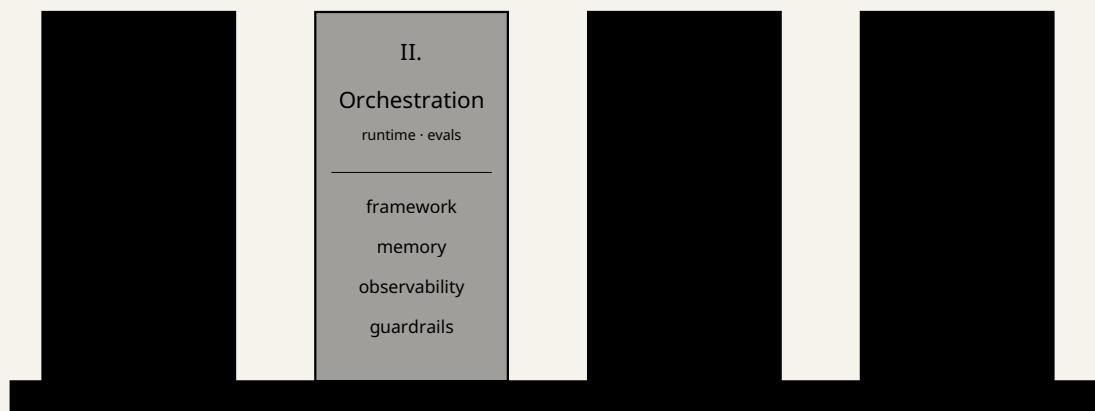 II.
Orchestration
runtime · evals
framework
memory
observability
guardrails